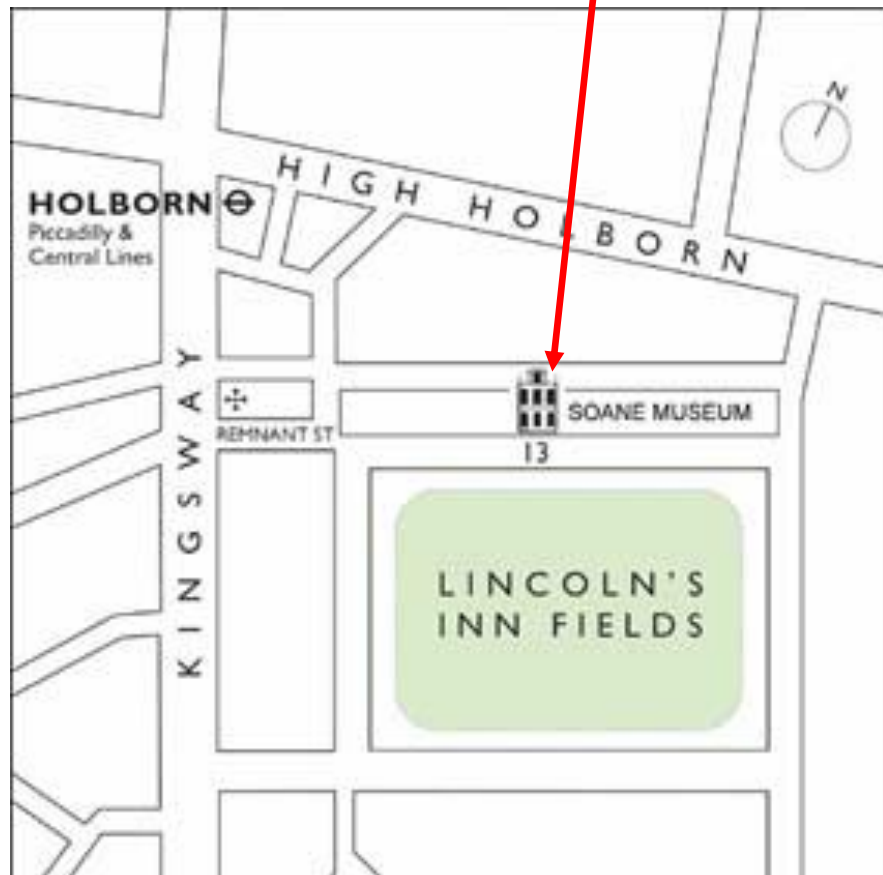 N
HIGH HOLBORN
HOLBORN
Piccadilly &
Central Lines
KINGSWAY
SOANE MUSEUM
REMNANT ST
13
LINCOLN'S
INN FIELDS